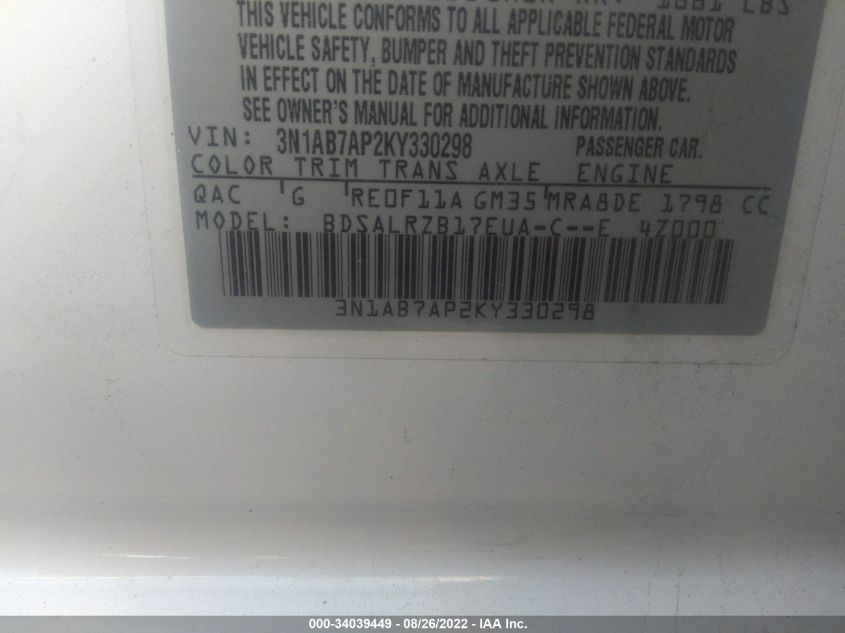 1881 LBS
THIS VEHICLE CONFORMS TO ALL APPLICABLE FEDERAL MOTOR
VEHICLE SAFETY, BUMPER AND THEFT PREVENTION STANDARDS
IN EFFECT ON THE DATE OF MANUFACTURE SHOWN ABOVE.
SEE OWNER'S MANUAL FOR ADDITIONAL INFORMATION.
VIN: 3N1AB7AP2KY330298 PASSENGER CAR.
COLOR TRIM TRANS AXLE ENGINE
QAC G RE0F11A GM35 MRA8DE 1798 CC
MODEL: BDSALRZB17EUA-C--E 47000
3N1AB7AP2KY330298
000-34039449 - 08/26/2022 - IAA Inc.